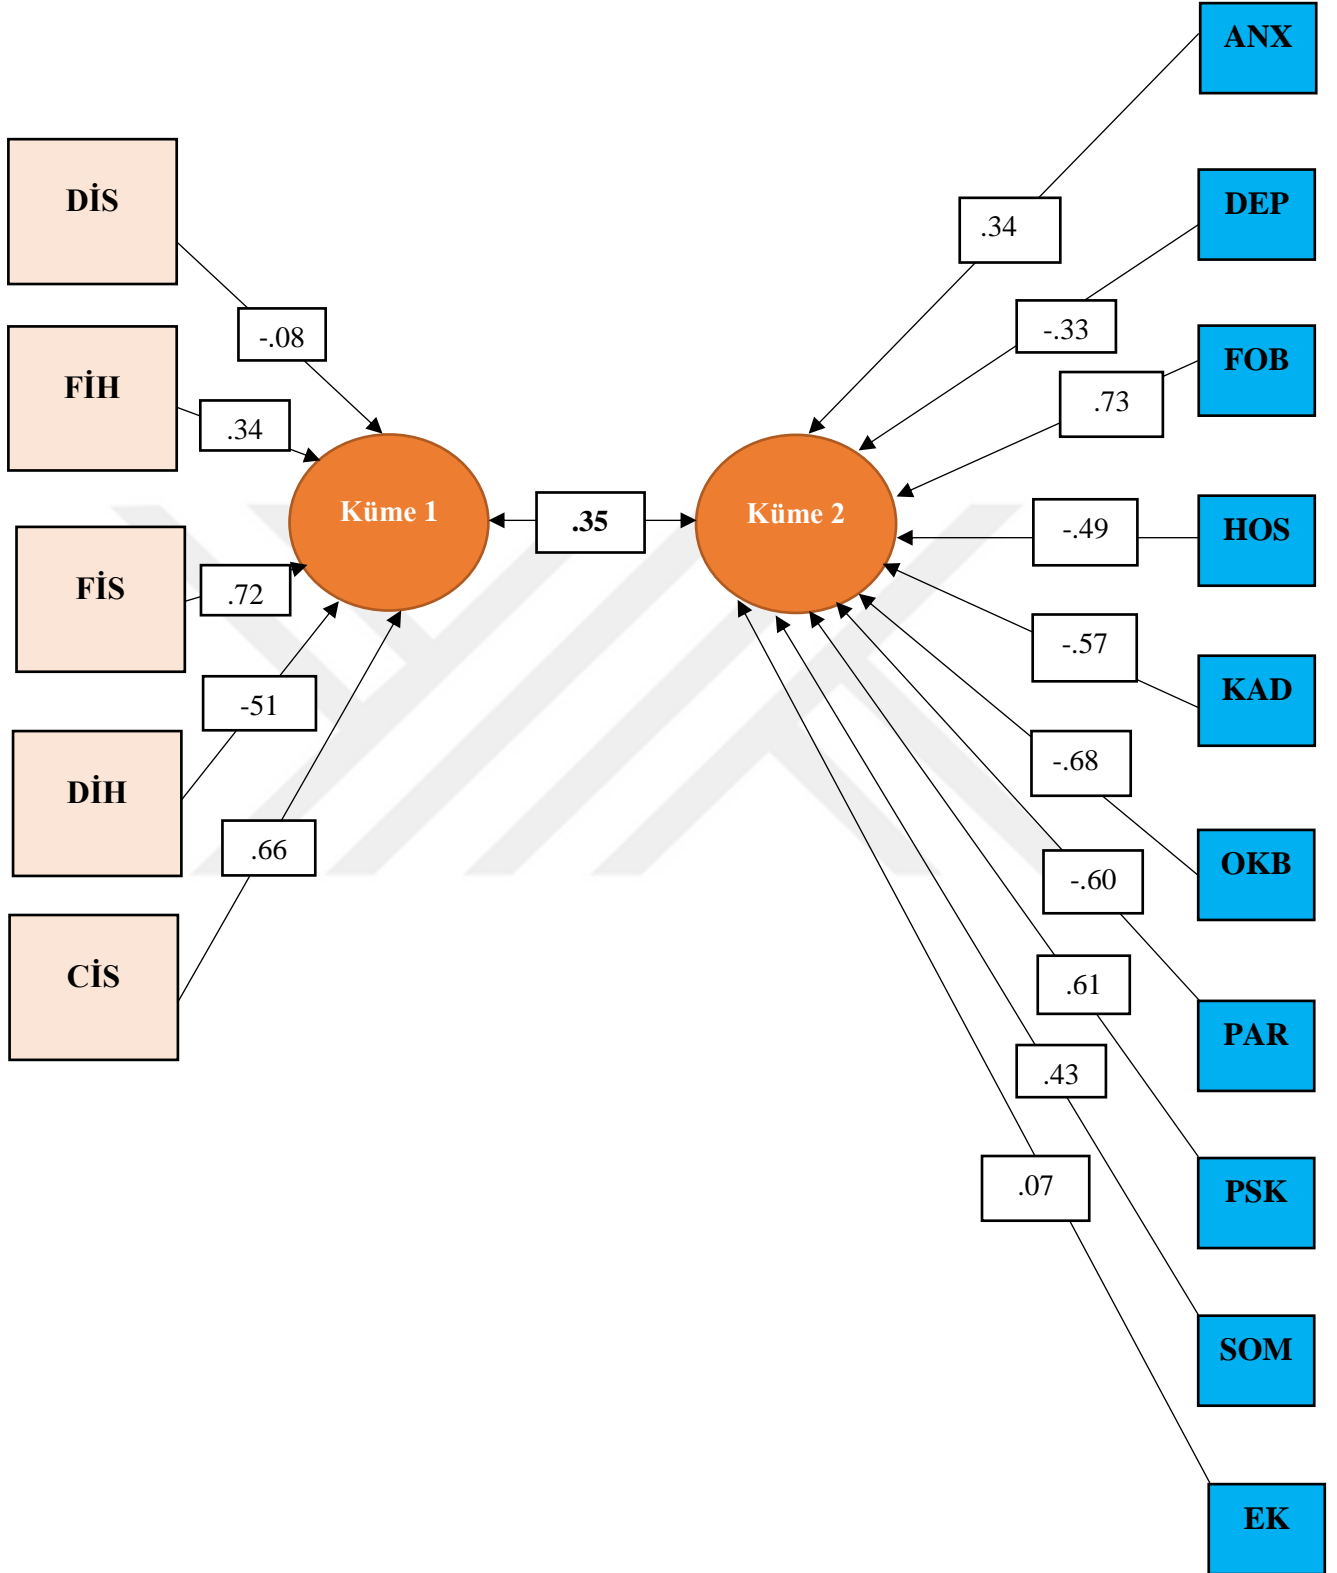 ANX
DİS
DEP
.34
-.08
-.33
FİH
FOB
.73
.34
Küme 1
.35
Küme 2
-.49
HOS
FİS
.72
-.57
KAD
-51
DİH
-.68
.66
OKB
-.60
CİS
.61
PAR
.43
.07
PSK
SOM
EK